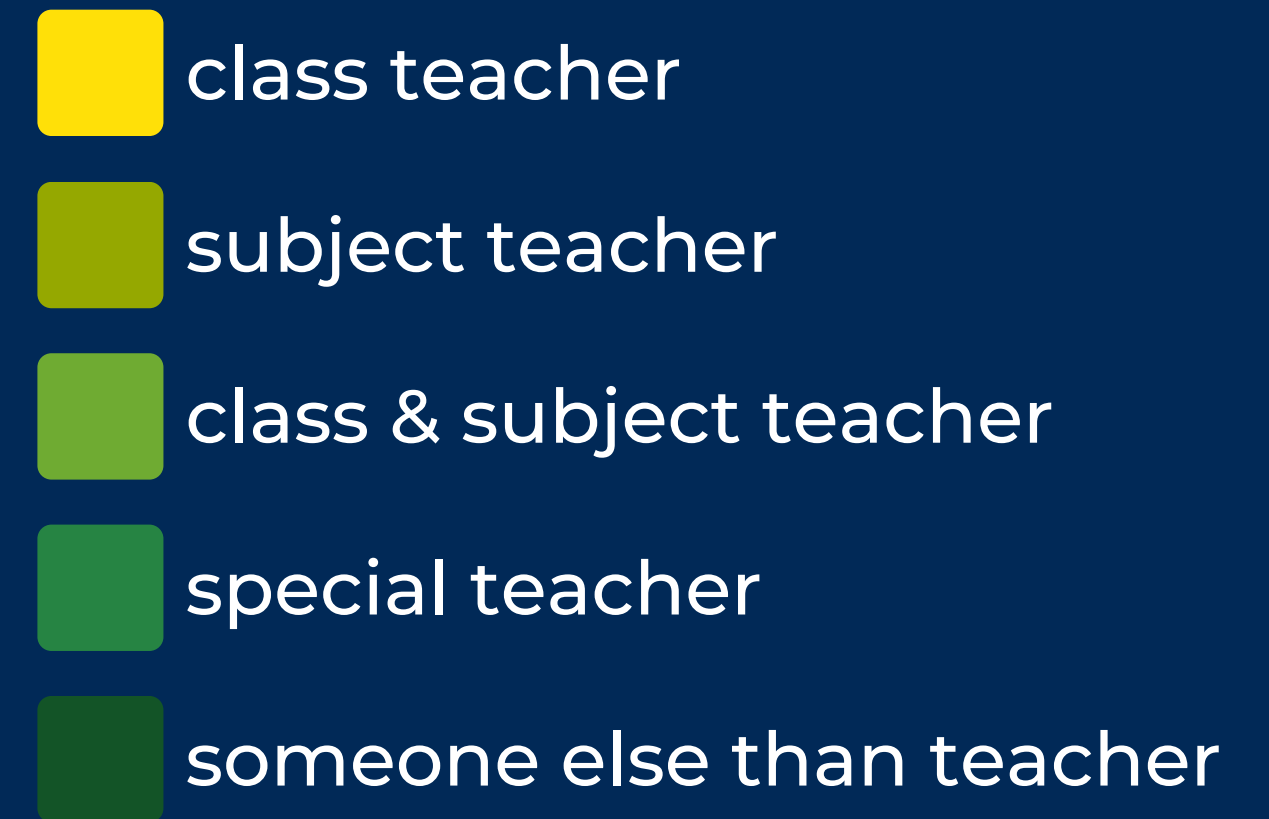 class teacher
subject teacher
class & subject teacher
special teacher
someone else than teacher